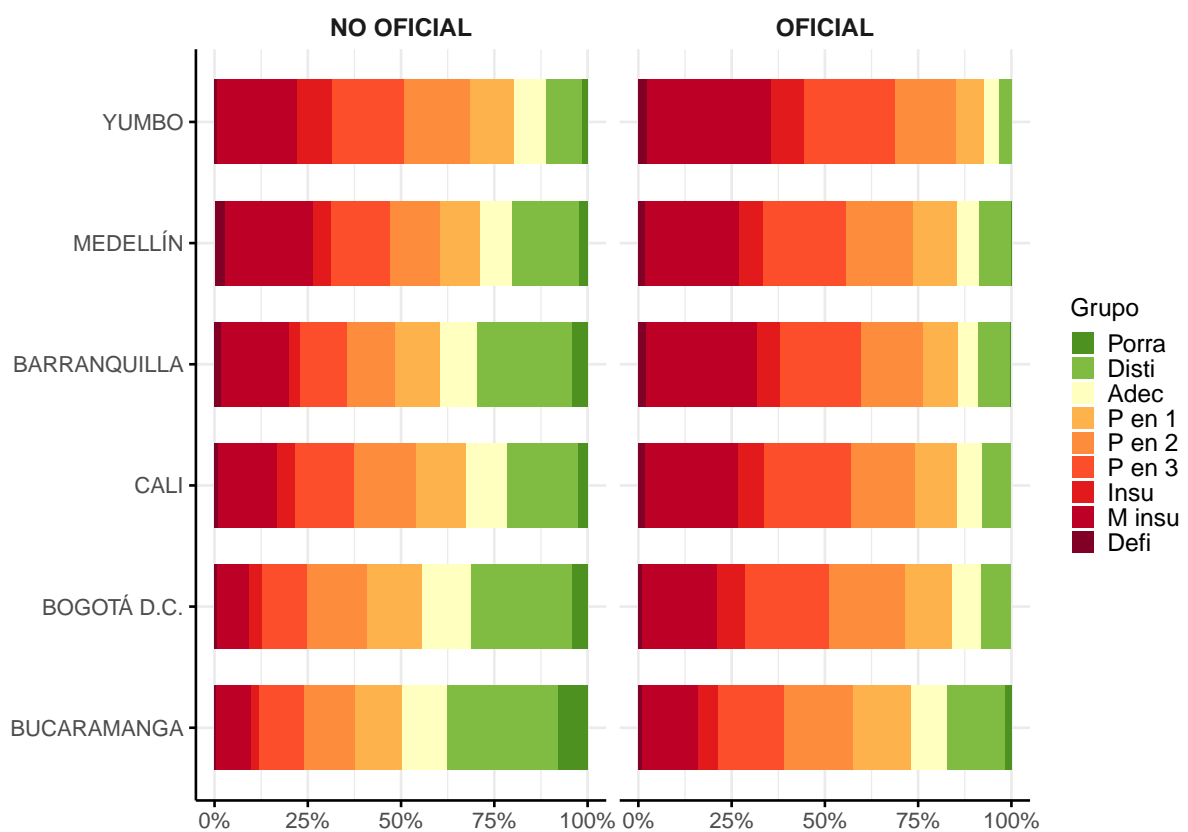 NO OFICIAL
OFICIAL
YUMBO
MEDELLÍN
BARRANQUILLA
CALI
BOGOTÁ D.C.
BUCARAMANGA
0% 25% 50% 75% 100%
0% 25% 50% 75% 100%
Grupo
Porra
Disti
Adec
P en 1
P en 2
P en 3
Insu
M insu
Defi